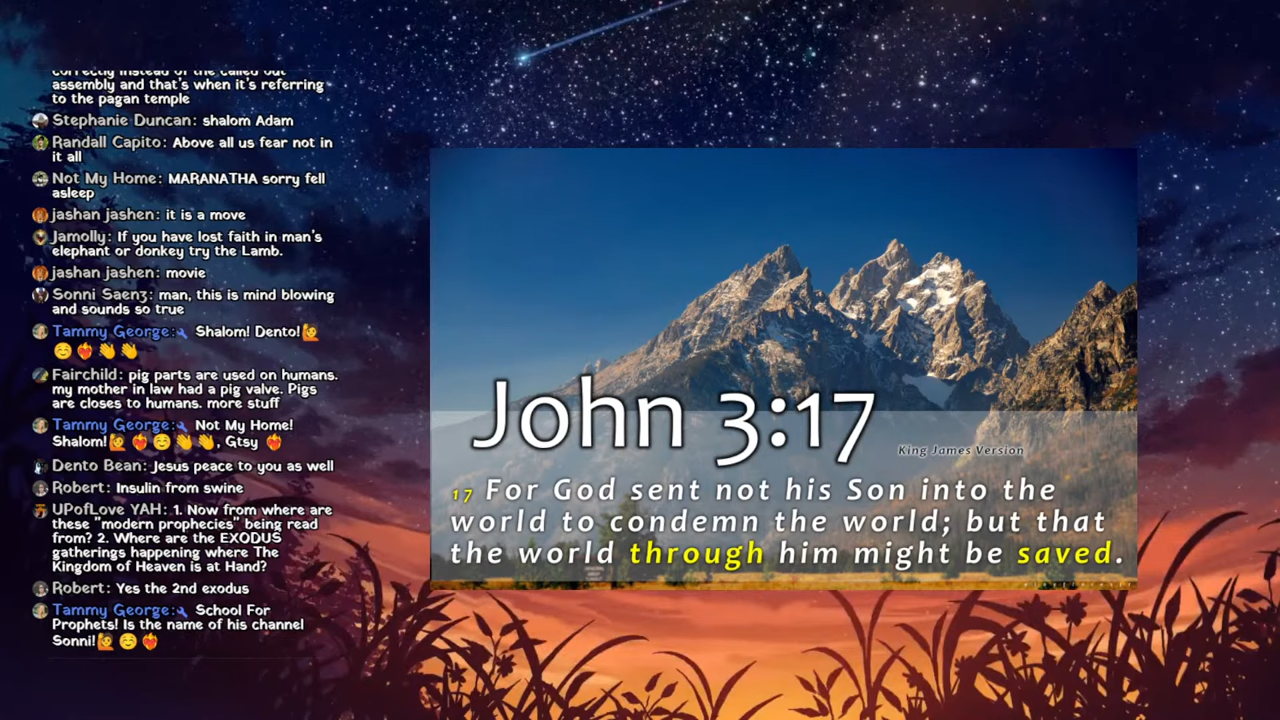 correctly instead of the called out
assembly and that's when it's referring
to the pagan temple
Stephanie Duncan: shalom Adam
Randall Capito: Above all us fear not in
it all
Not My Home: MARANATHA sorry fell
asleep
jashan jashen: it is a move
Jamolly: If you have lost faith in man's
elephant or donkey try the Lamb.
jashan jashen: movie
Sonni Saenz: man, this is mind blowing
and sounds so true
Tammy George: Shalom! Dento!🙋
☺️❤️‍🔥👋👋
Fairchild: pig parts are used on humans.
my mother in law had a pig valve. Pigs
are closes to humans. more stuff
Tammy George: Not My Home!
Shalom!🙋❤️‍🔥☺️👋👋, Gtsy ❤️‍🔥
Dento Bean: Jesus peace to you as well
Robert: Insulin from swine
UPofLove YAH: 1. Now from where are
these "modern prophecies" being read
from? 2. Where are the EXODUS
gatherings happening where The
Kingdom of Heaven is at Hand?
Robert: Yes the 2nd exodus
Tammy George: School For
Prophets! Is the name of his channel
Sonni!🙋☺️❤️‍🔥
John 3:17
King James Version
17 For God sent not his Son into the
world to condemn the world; but that
the world through him might be saved.